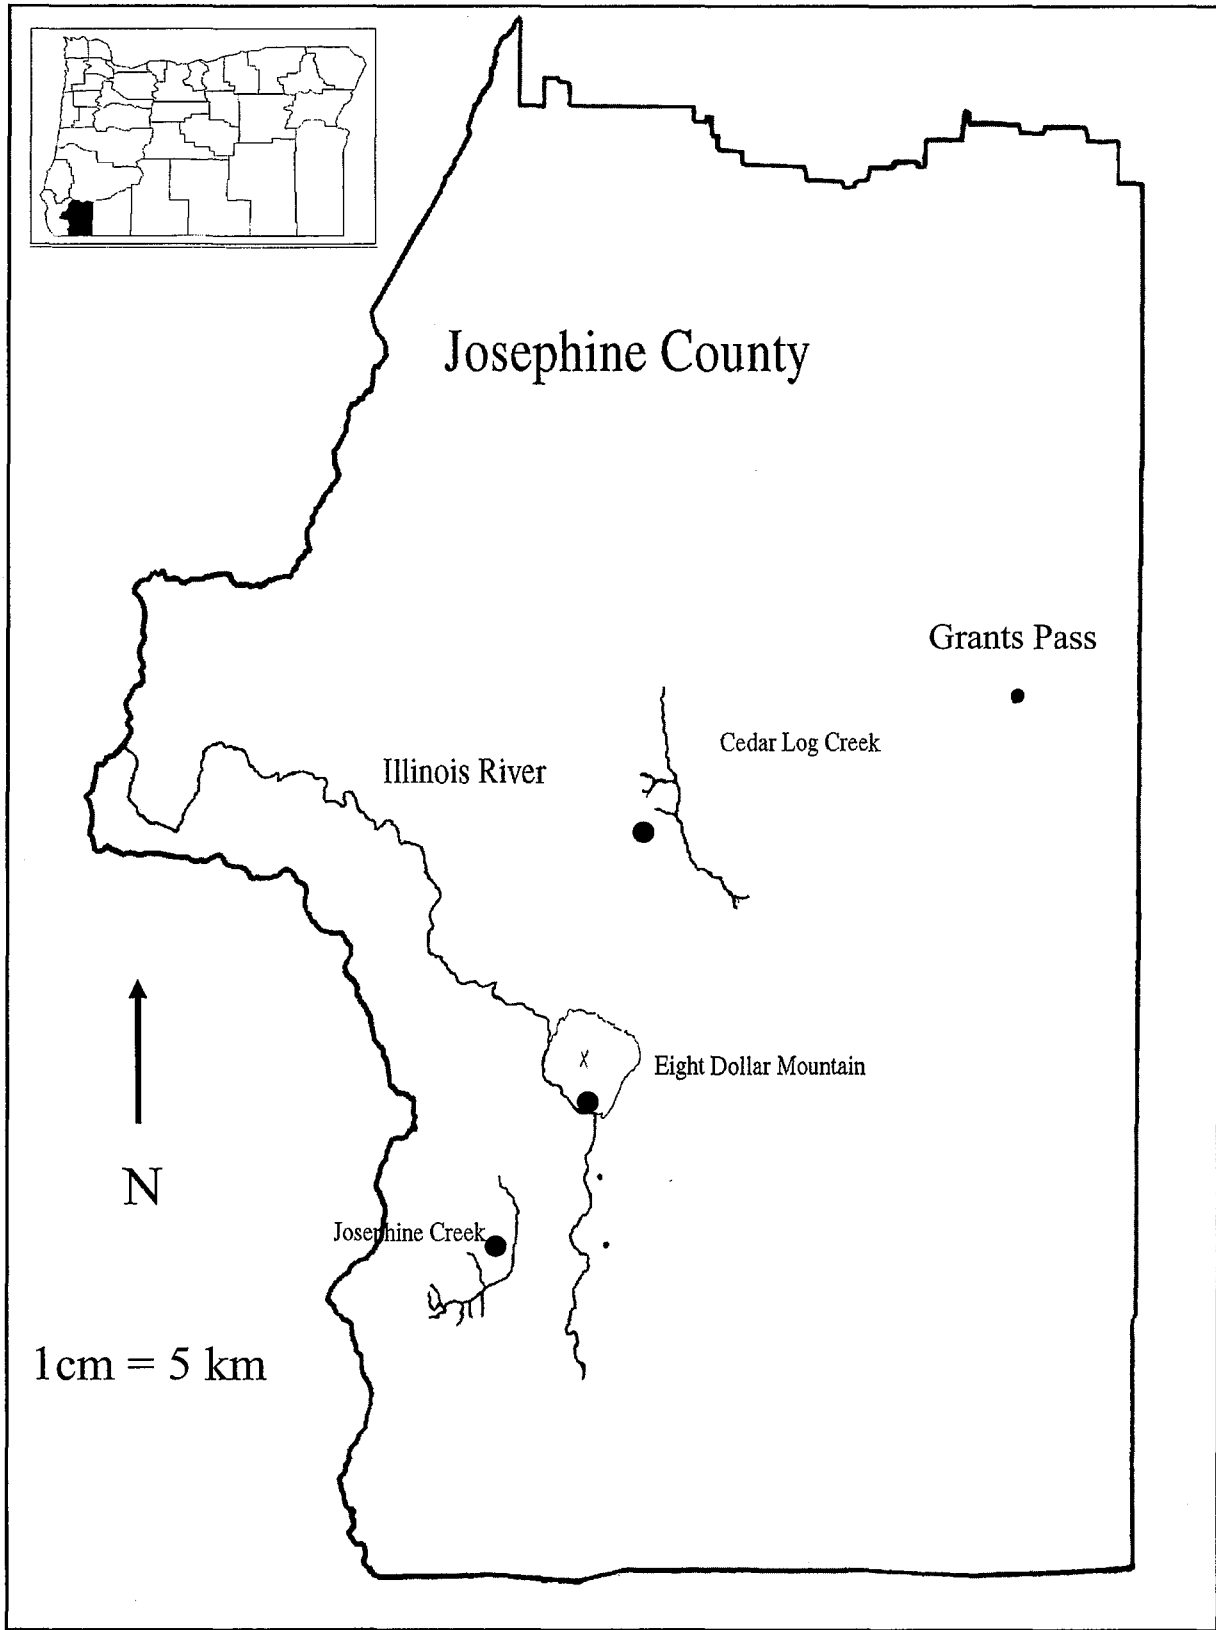 Josephine County
Grants Pass
Cedar Log Creek
Illinois River
Eight Dollar Mountain
X
N
Josephine Creek
1cm = 5 km